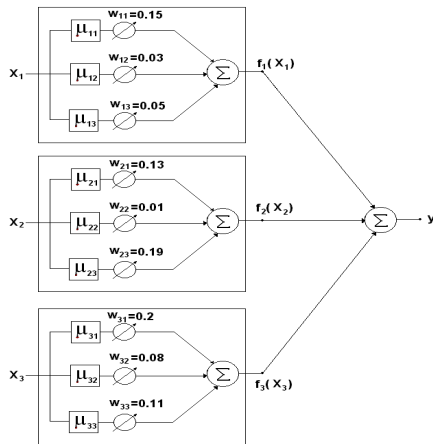 w₁₁=0.15
μ₁₁
w₁₂=0.03
X₁ μ₁₂ Σ f₁(X₁)
w₁₃=0.05
μ₁₃
w₂₁=0.13
μ₂₁
w₂₂=0.01
X₂ μ₂₂ Σ f₂(X₂) Σ y
w₂₃=0.19
μ₂₃
w₃₁=0.2
μ₃₁
w₃₂=0.08
X₃ μ₃₂ Σ f₃(X₃)
w₃₃=0.11
μ₃₃